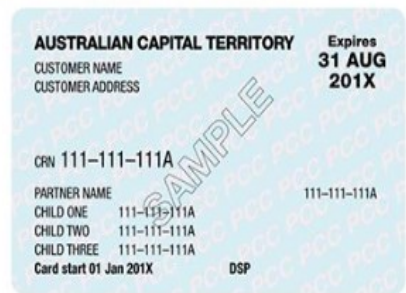 AUSTRALIAN CAPITAL TERRITORY
Expires
31 AUG
201X
CUSTOMER NAME
CUSTOMER ADDRESS
SAMPLE
CRN 111–111–111A
PARTNER NAME 111–111–111A
CHILD ONE 111–111–111A
CHILD TWO 111–111–111A
CHILD THREE 111–111–111A
Card start 01 Jan 201X DSP
PCC